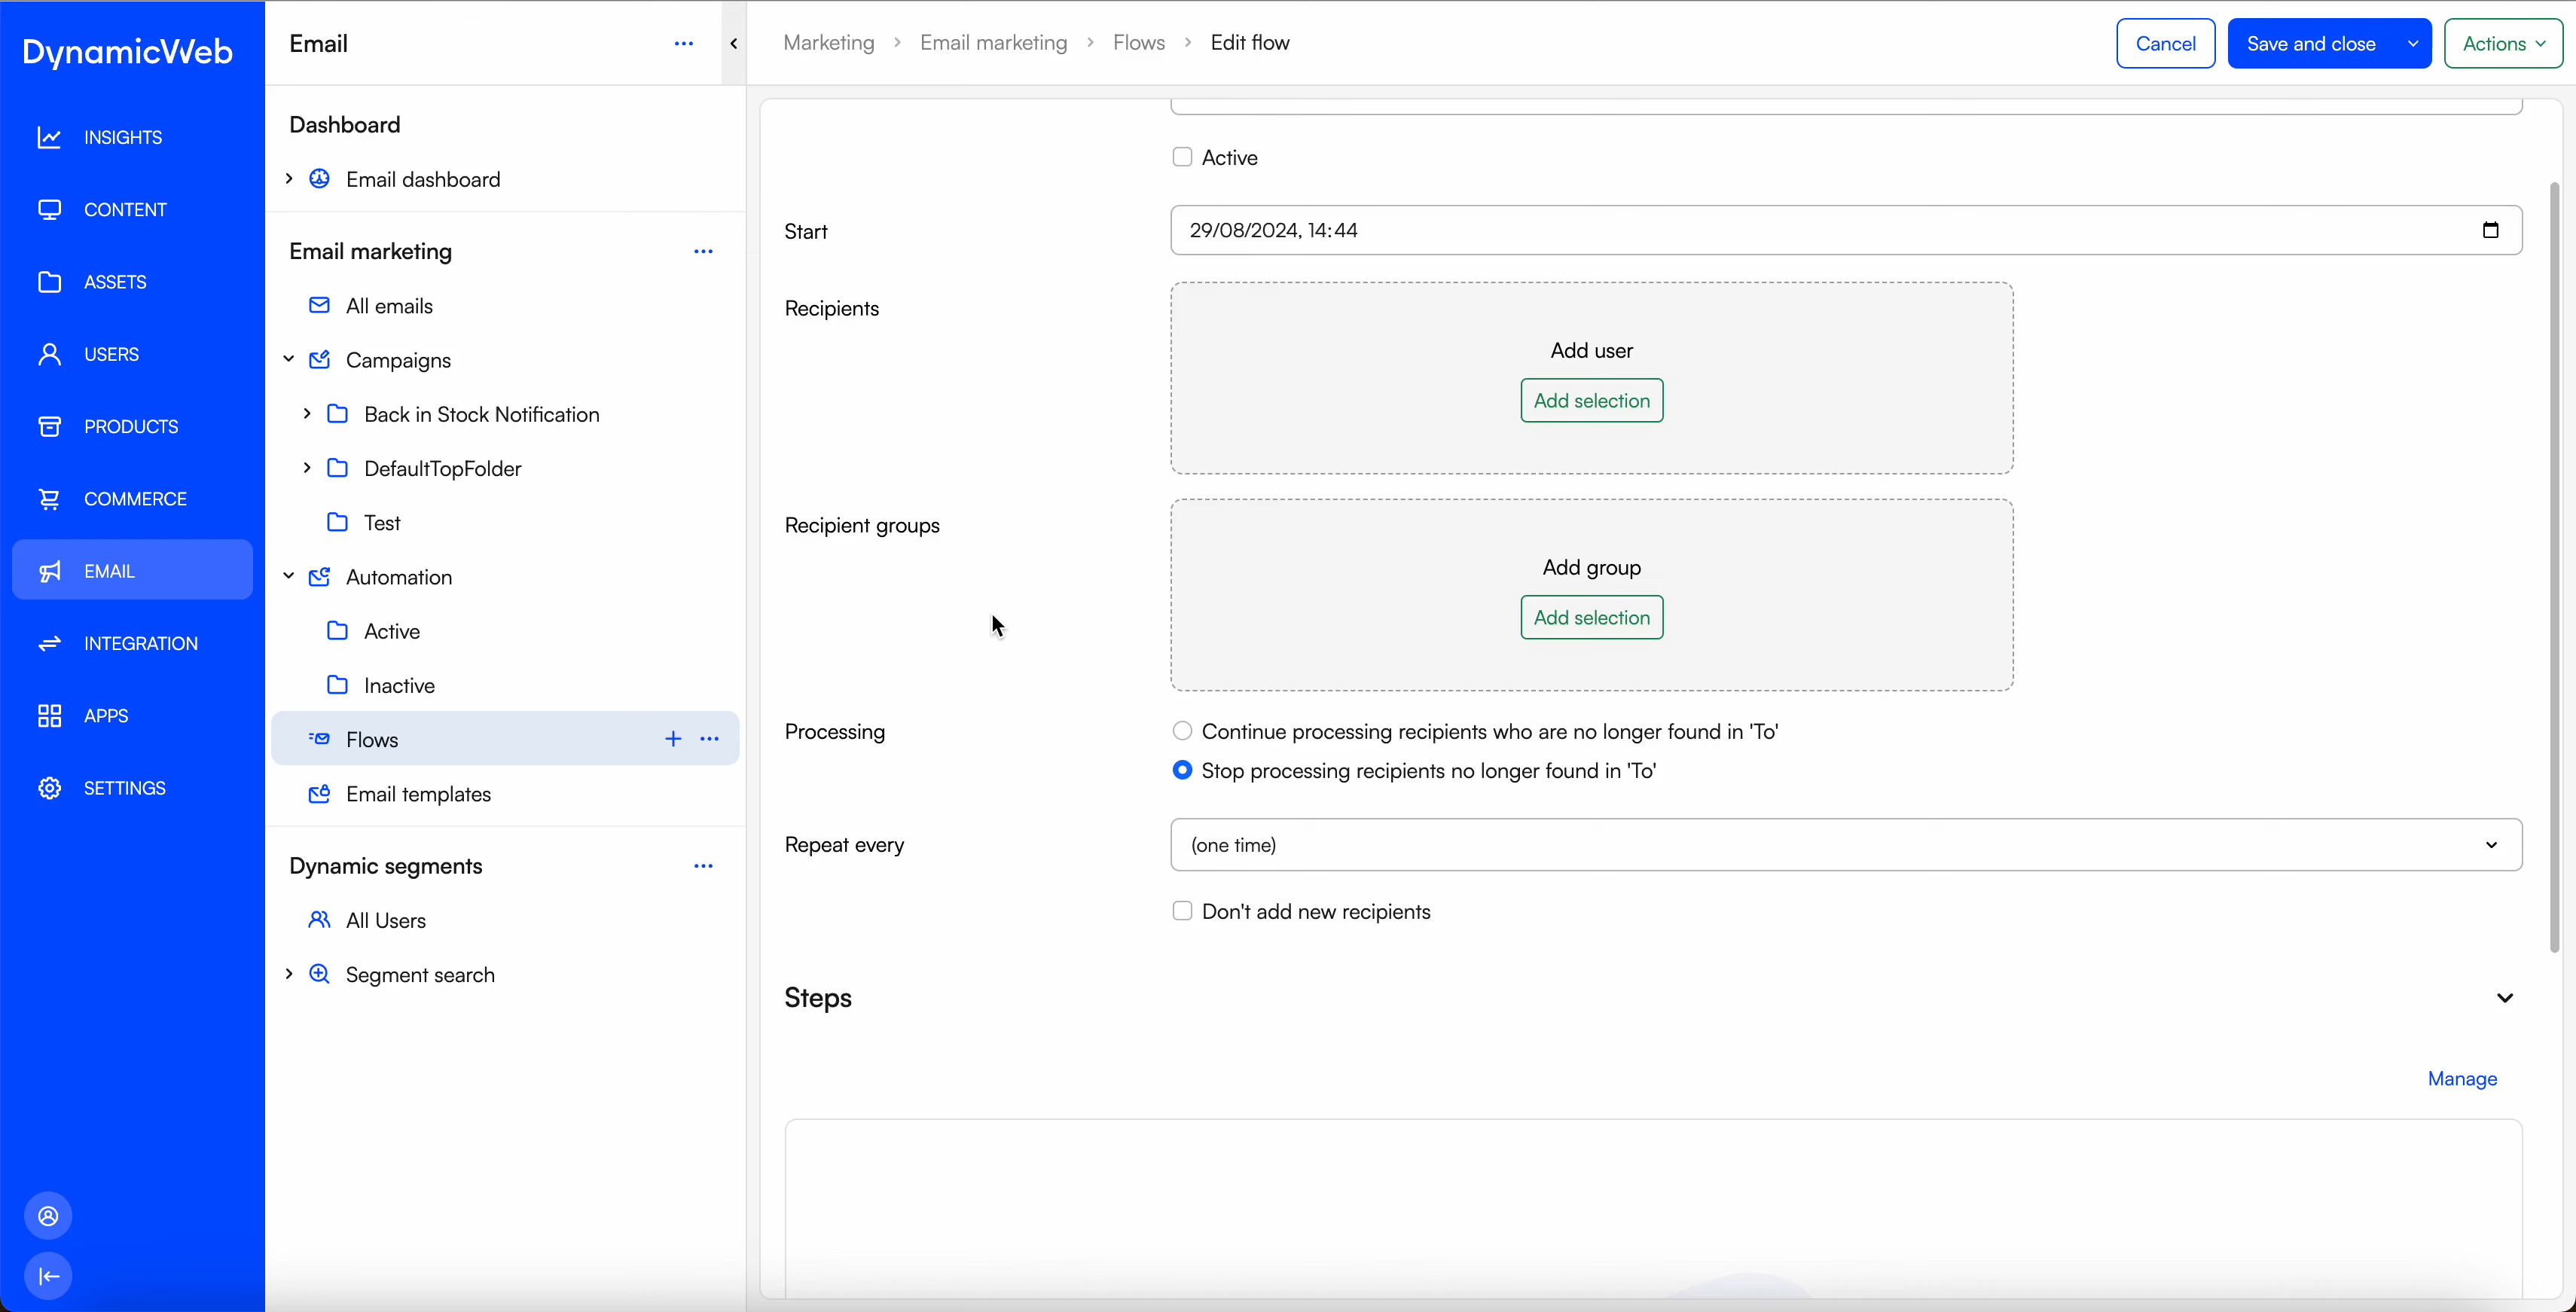 DynamicWeb
INSIGHTS
CONTENT
ASSETS
USERS
PRODUCTS
COMMERCE
EMAIL
INTEGRATION
APPS
SETTINGS
Email
Dashboard
Email dashboard
Email marketing
All emails
Campaigns
Back in Stock Notification
DefaultTopFolder
Test
Automation
Active
Inactive
Flows
Email templates
Dynamic segments
All Users
Segment search
Marketing > Email marketing > Flows > Edit flow
Cancel
Save and close
Actions
Active
Start
29/08/2024, 14:44
Recipients
Add user
Add selection
Recipient groups
Add group
Add selection
Processing
Continue processing recipients who are no longer found in 'To'
Stop processing recipients no longer found in 'To'
Repeat every
(one time)
Don't add new recipients
Steps
Manage